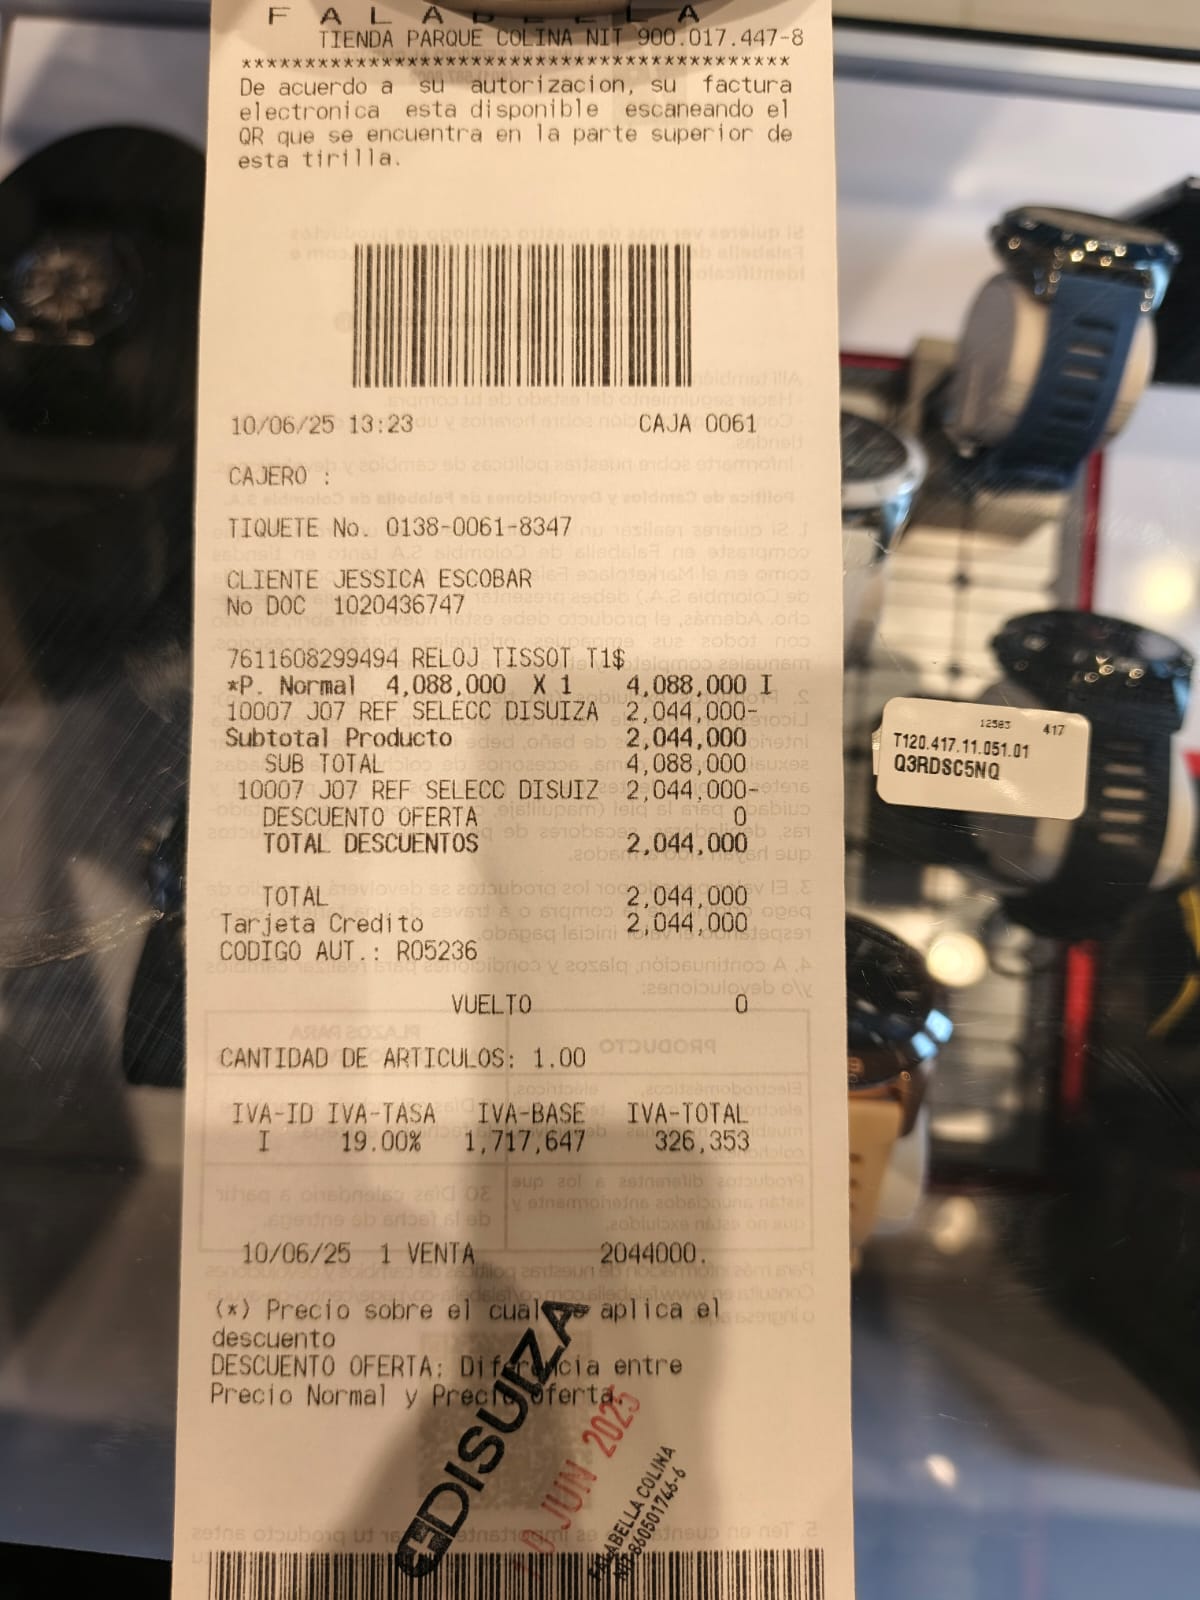 FALABELLA
TIENDA PARQUE COLINA NIT 900.017.447-8
********************************************
De acuerdo a su autorizacion, su factura
electronica esta disponible escaneando el
QR que se encuentra en la parte superior de
esta tirilla.
10/06/25 13:23 CAJA 0061
CAJERO :
TIQUETE No. 0138-0061-8347
CLIENTE JESSICA ESCOBAR
No DOC 1020436747
7611608299494 RELOJ TISSOT T1$
*P. Normal 4,088,000 X 1 4,088,000 I
10007 J07 REF SELECC DISUIZA 2,044,000-
Subtotal Producto 2,044,000
SUB TOTAL 4,088,000
10007 J07 REF SELECC DISUIZ 2,044,000-
DESCUENTO OFERTA 0
TOTAL DESCUENTOS 2,044,000
TOTAL 2,044,000
Tarjeta Credito 2,044,000
CODIGO AUT.: R05236
VUELTO 0
CANTIDAD DE ARTICULOS: 1.00
IVA-ID IVA-TASA IVA-BASE IVA-TOTAL
I 19.00% 1,717,647 326,353
10/06/25 1 VENTA 2044000.
(*) Precio sobre el cual se aplica el
descuento
DESCUENTO OFERTA: Diferencia entre
Precio Normal y Precio Oferta.
DISUIZA
10 JUN 2025
FALABELLA COLINA
NIT-860501746-6
12583 417
T120.417.11.051.01
Q3RDSC5NQ